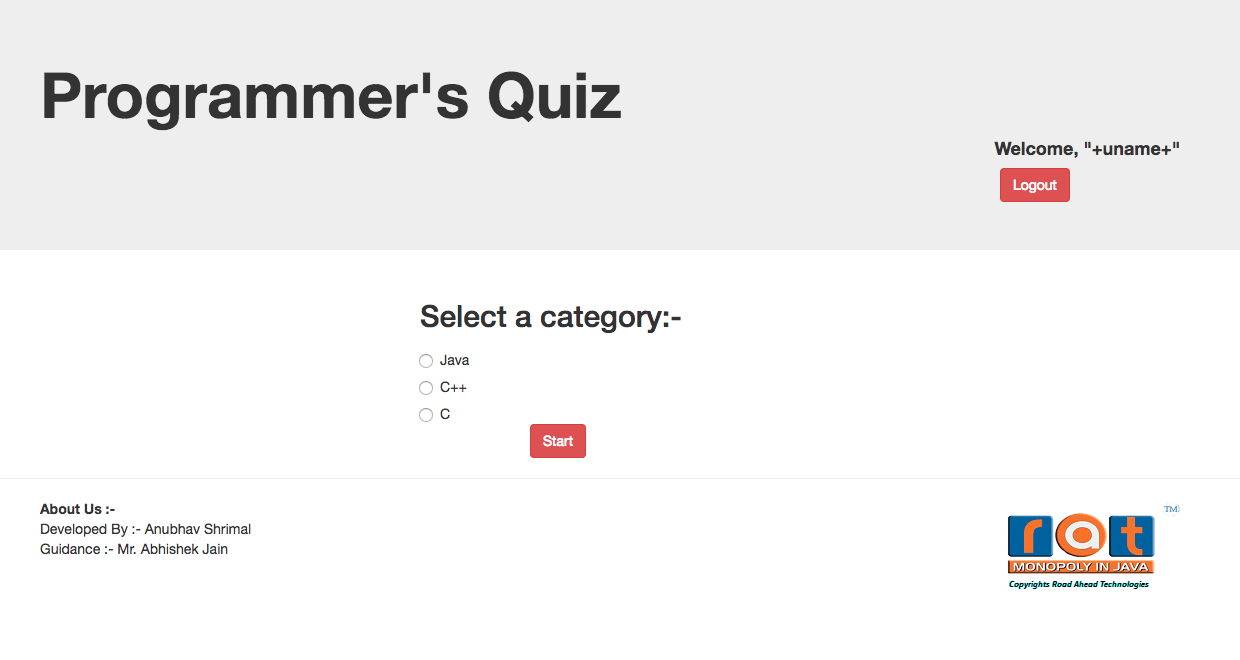 Programmer's Quiz
Welcome, "+uname+"
Logout
Select a category:-
Java
C++
C
Start
About Us :-
Developed By :- Anubhav Shrimal
Guidance :- Mr. Abhishek Jain
TM
rat
MONOPOLY IN JAVA
Copyrights Road Ahead Technologies